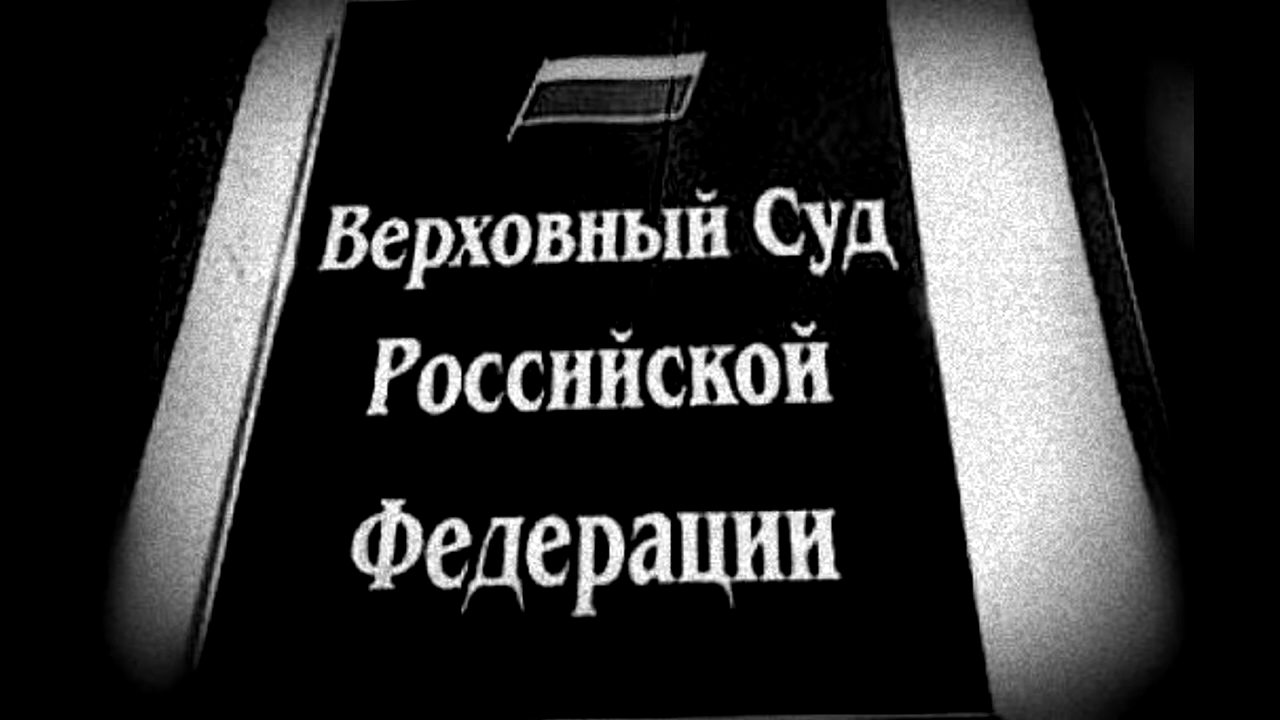 Верховный Суд
Российской
Федерации